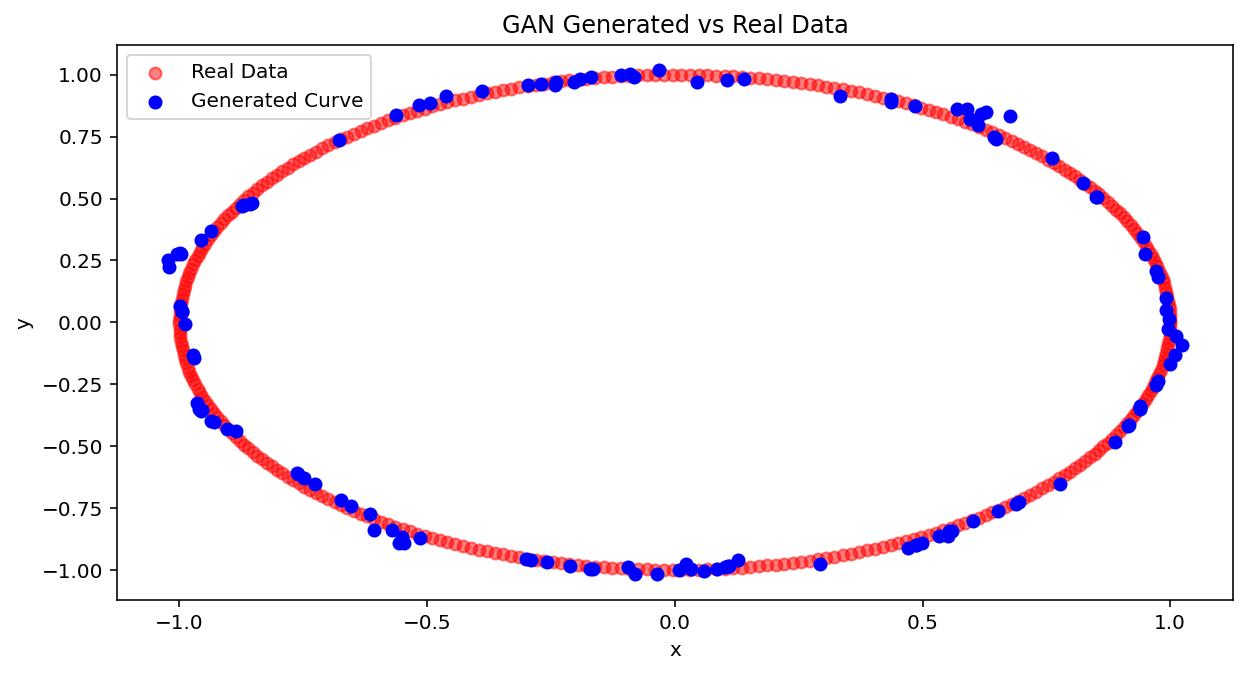 GAN Generated vs Real Data
Real Data
Generated Curve
1.00
0.75
0.50
0.25
0.00
−0.25
−0.50
−0.75
−1.00
y
−1.0 −0.5 0.0 0.5 1.0
x